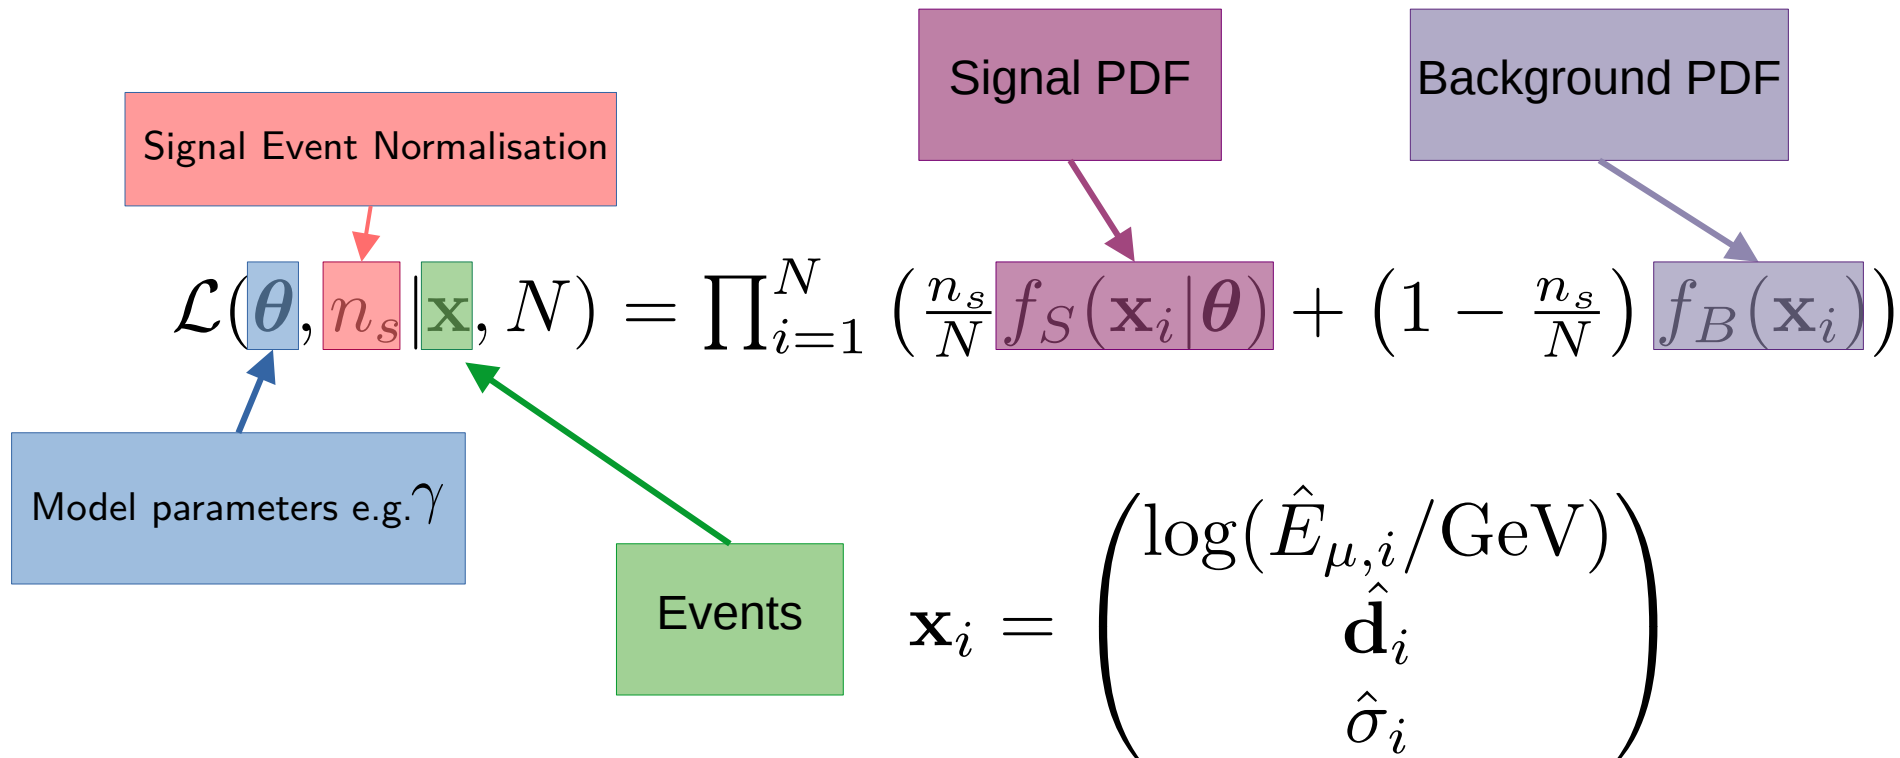 Signal PDF
Background PDF
Signal Event Normalisation
𝓛(𝛉, n_s|𝐱, N) = ∏_{i=1}^{N} (n_s/N f_S(𝐱_i|𝛉) + (1 − n_s/N) f_B(𝐱_i))
Model parameters e.g. γ
Events
𝐱_i = ( log(Ê_{μ,i}/GeV)
𝐝̂_i
σ̂_i )